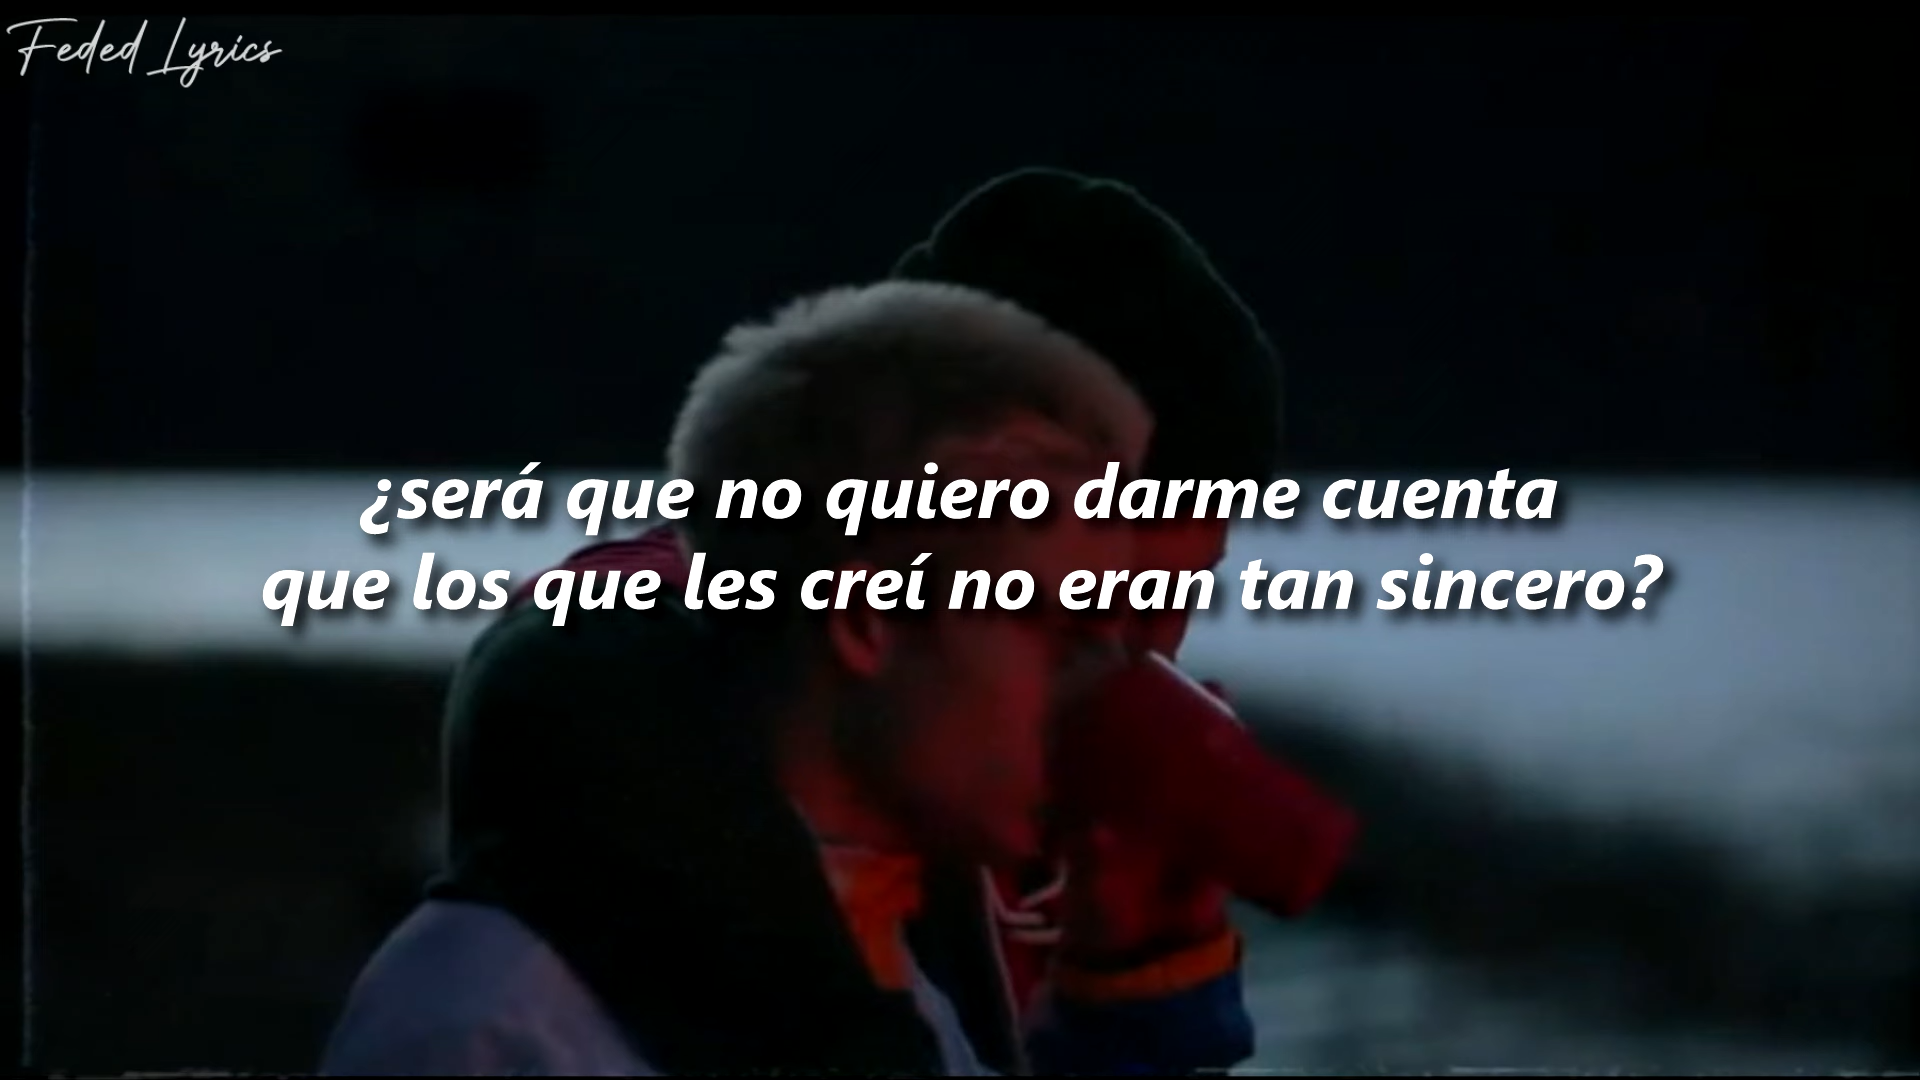 Feded Lyrics
¿será que no quiero darme cuenta
que los que les creí no eran tan sincero?